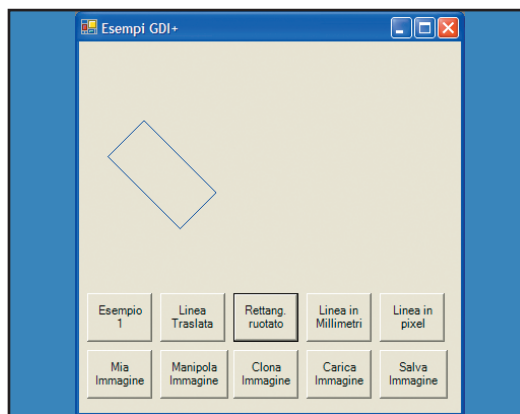 Esempi GDI+
Esempio
1
Linea
Traslata
Rettang.
ruotato
Linea in
Millimetri
Linea in
pixel
Mia
Immagine
Manipola
Immagine
Clona
Immagine
Carica
Immagine
Salva
Immagine